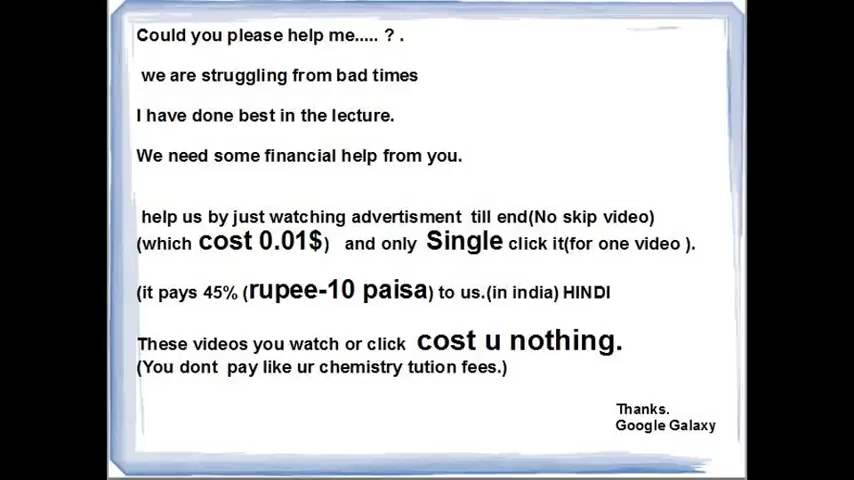 Could you please help me..... ? .
we are struggling from bad times
I have done best in the lecture.
We need some financial help from you.
help us by just watching advertisment till end(No skip video)
(which cost 0.01$) and only Single click it(for one video ).
(it pays 45% (rupee-10 paisa) to us.(in india) HINDI
These videos you watch or click cost u nothing.
(You dont pay like ur chemistry tution fees.)
Thanks.
Google Galaxy